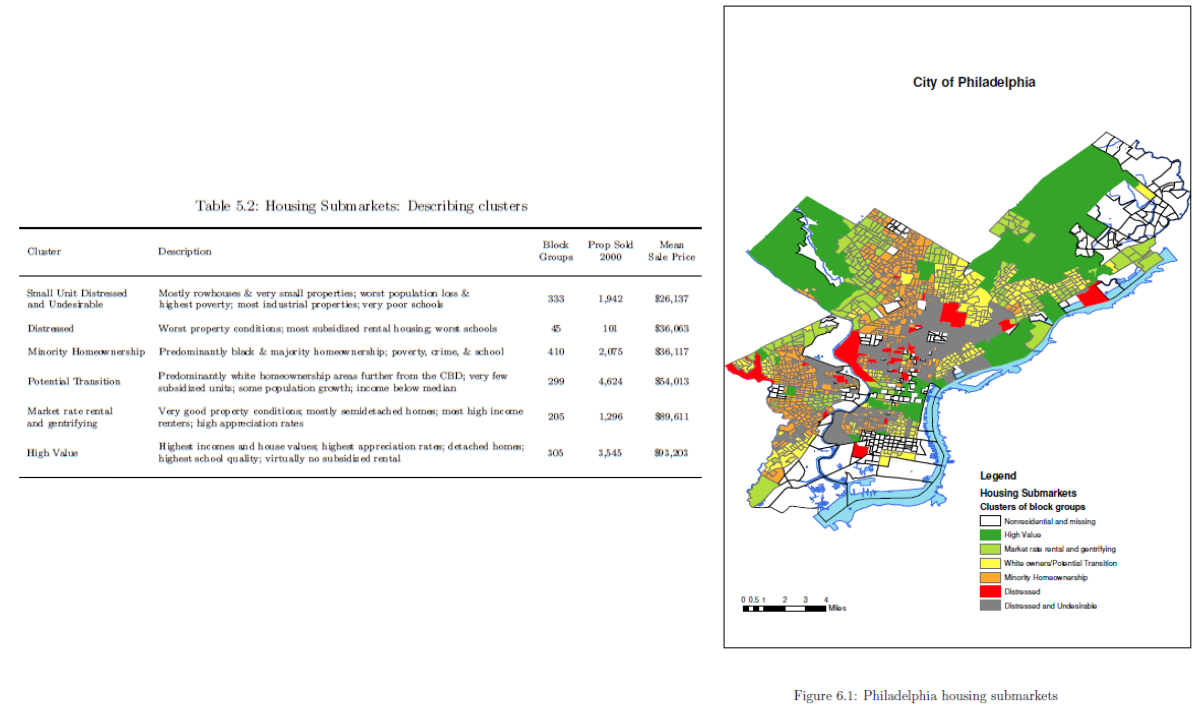 Table 5.2: Housing Submarkets: Describing clusters
Cluster Description Block Groups Prop Sold 2000 Mean Sale Price
Small Unit Distressed and Undesirable Mostly rowhouses & very small properties; worst population loss & highest poverty; most industrial properties; very poor schools 333 1,942 $26,137
Distressed Worst property conditions; most subsidized rental housing; worst schools 45 101 $36,063
Minority Homeownership Predominantly black & majority homeownership; poverty, crime, & school 410 2,075 $36,117
Potential Transition Predominantly white homeownership areas further from the CBD; very few subsidized units; some population growth; income below median 299 4,624 $54,013
Market rate rental and gentrifying Very good property conditions; mostly semidetached homes; most high income renters; high appreciation rates 205 1,296 $89,611
High Value Highest incomes and house values; highest appreciation rates; detached homes; highest school quality; virtually no subsidized rental 305 3,545 $93,203
City of Philadelphia
Legend
Housing Submarkets
Clusters of block groups
Nonresidential and missing
High Value
Market rate rental and gentrifying
White owners/Potential Transition
Minority Homeownership
Distressed
Distressed and Undesirable
0 0.5 1 2 3 4
Miles
Figure 6.1: Philadelphia housing submarkets